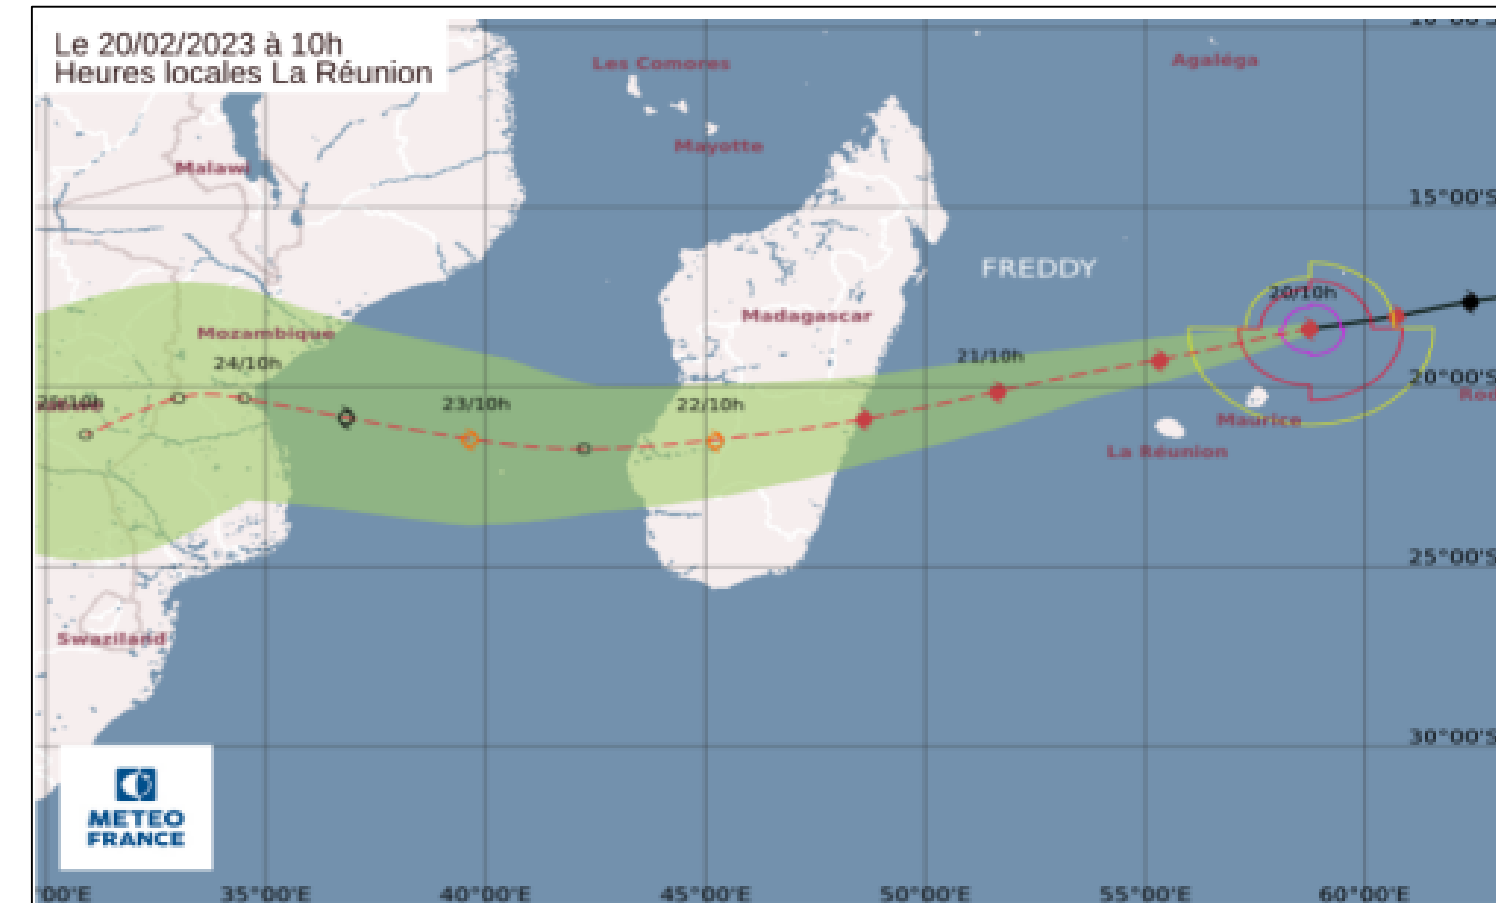 Le 20/02/2023 à 10h
Heures locales La Réunion
Les Comores
Agaléga
Mayotte
Malawi
15°00'S
FREDDY
20/10h
Madagascar
Mozambique
21/10h
24/10h
20°00'S
23/10h
22/10h
Maurice
La Réunion
25°00'S
Swaziland
30°00'S
METEO
FRANCE
35°00'E
40°00'E
45°00'E
50°00'E
55°00'E
60°00'E